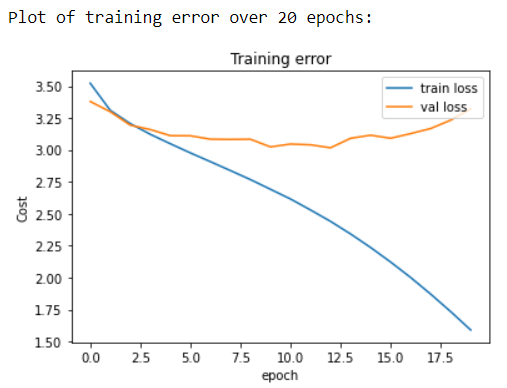 Plot of training error over 20 epochs:
Training error
train loss
val loss
3.50
3.25
3.00
2.75
2.50
2.25
2.00
1.75
1.50
Cost
0.0 2.5 5.0 7.5 10.0 12.5 15.0 17.5
epoch